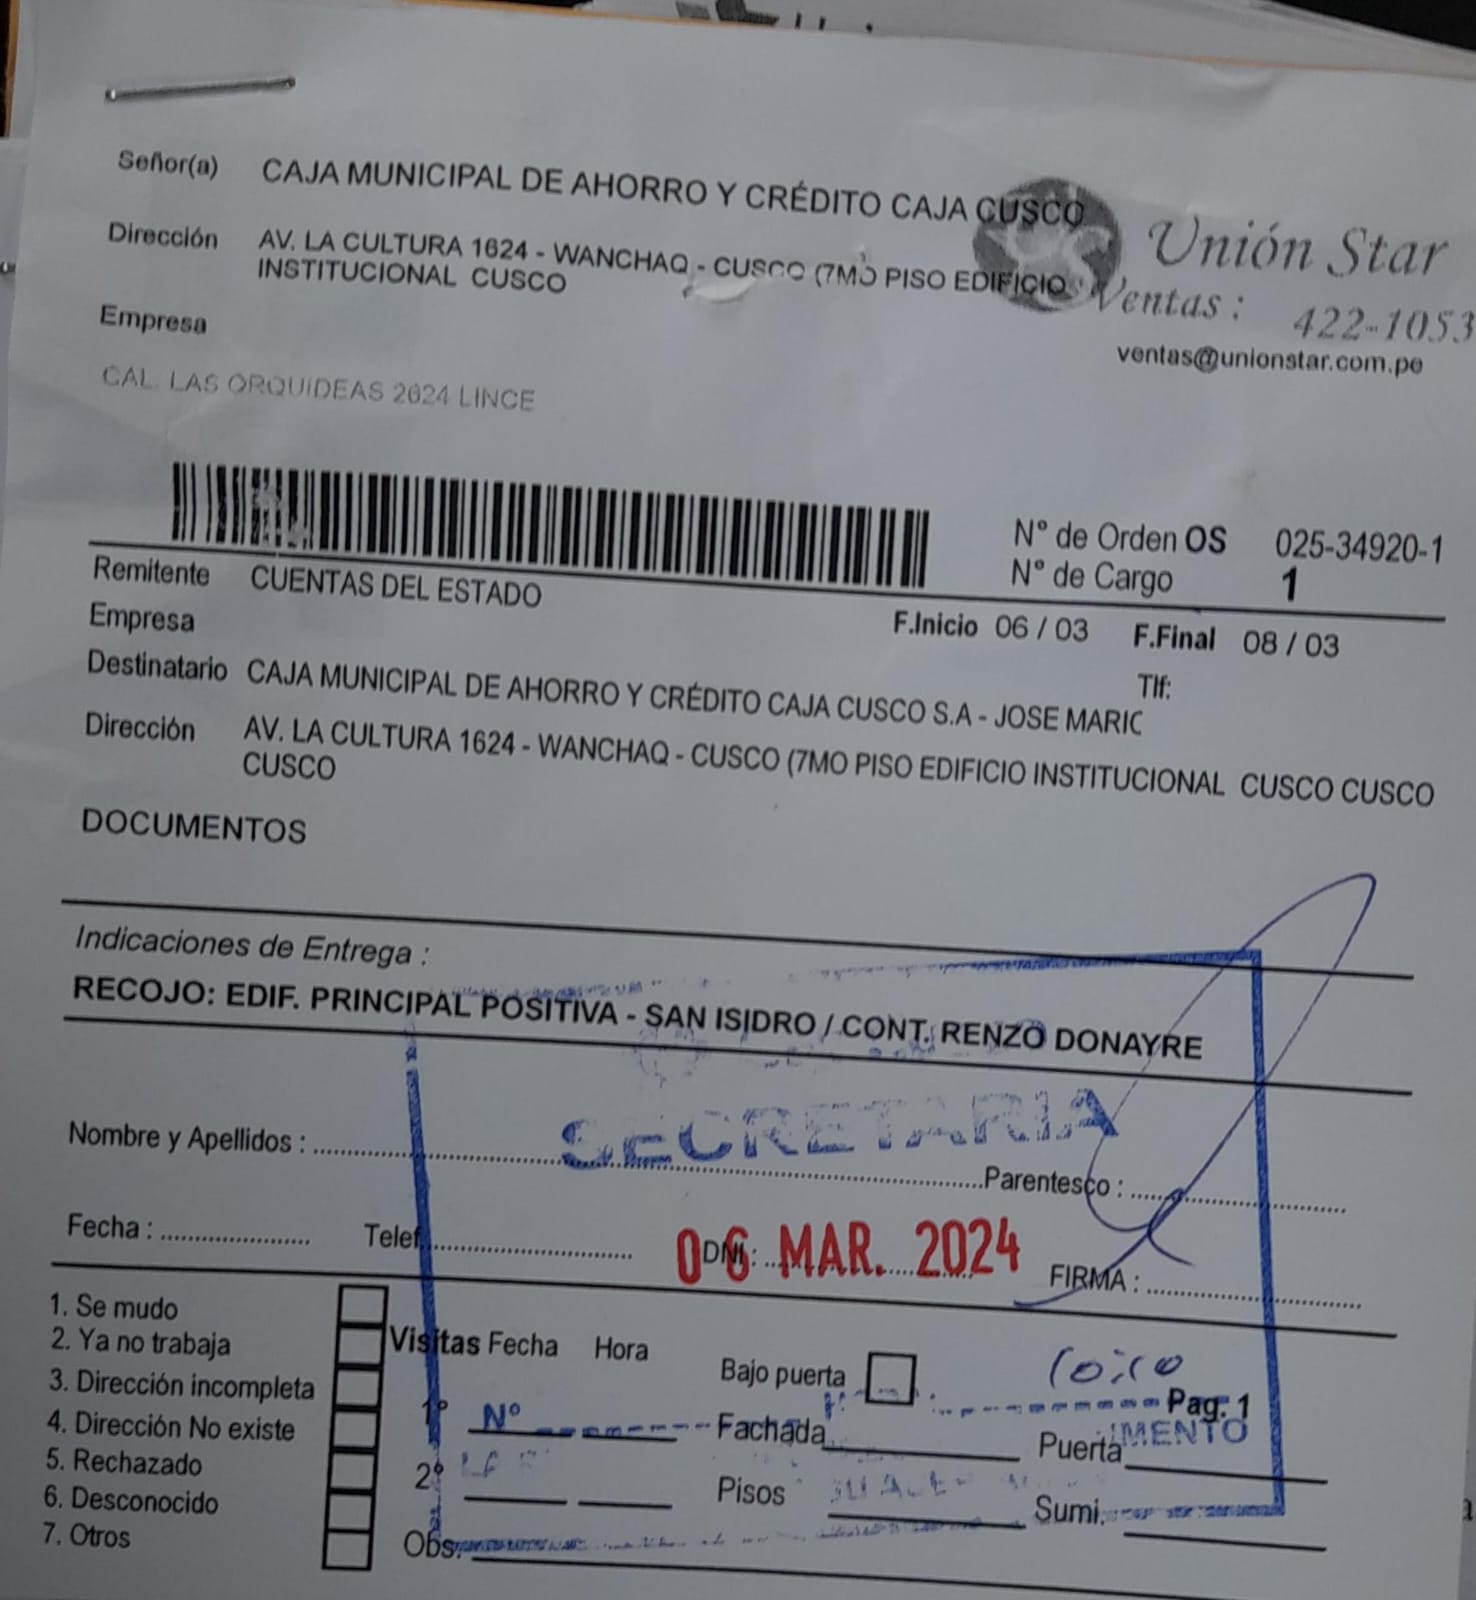 Señor(a) CAJA MUNICIPAL DE AHORRO Y CRÉDITO CAJA CUSCO
Unión Star
Dirección AV. LA CULTURA 1624 - WANCHAQ - CUSCO (7MO PISO EDIFICIO
INSTITUCIONAL CUSCO
Ventas : 422-1053
ventas@unionstar.com.pe
Empresa
CAL. LAS ORQUIDEAS 2624 LINCE
N° de Orden OS 025-34920-1
N° de Cargo 1
Remitente CUENTAS DEL ESTADO
Empresa
F.Inicio 06 / 03 F.Final 08 / 03
Destinatario CAJA MUNICIPAL DE AHORRO Y CRÉDITO CAJA CUSCO S.A - JOSE MARIC
Tlf:
Dirección AV. LA CULTURA 1624 - WANCHAQ - CUSCO (7MO PISO EDIFICIO INSTITUCIONAL CUSCO CUSCO
CUSCO
DOCUMENTOS
Indicaciones de Entrega :
RECOJO: EDIF. PRINCIPAL POSITIVA - SAN ISIDRO / CONT. RENZO DONAYRE
SECRETARIA
Nombre y Apellidos : Parentesco :
Fecha : Telef. DNI : FIRMA :
06 MAR. 2024
1. Se mudo
2. Ya no trabaja
3. Dirección incompleta
4. Dirección No existe
5. Rechazado
6. Desconocido
7. Otros
Visitas Fecha Hora
Bajo puerta
10:10
Pag. 1
1° N° Fachada Puerta
2° Pisos Sumi.
Obs.